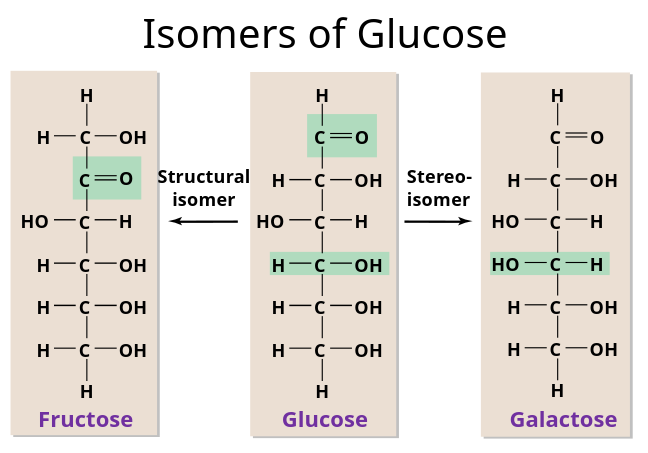 Isomers of Glucose
H
H C OH
C O
HO C H
H C OH
H C OH
H C OH
H
Fructose
Structural
isomer
H
C O
H C OH
HO C H
H C OH
H C OH
H C OH
H
Glucose
Stereo-
isomer
H
C O
H C OH
HO C H
HO C H
H C OH
H C OH
H
Galactose